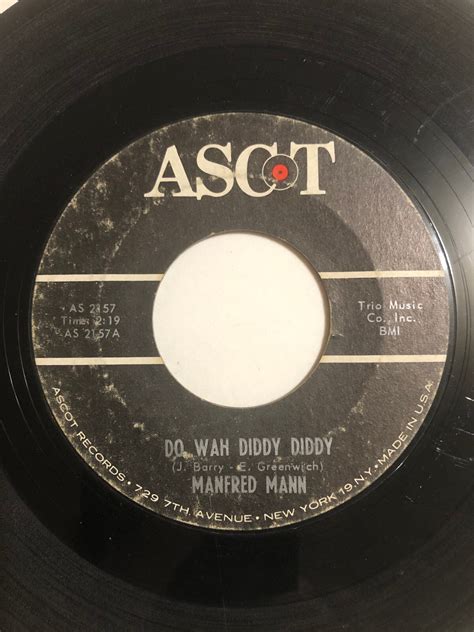 ASCOT
AS 2157
Time: 2:19
AS 2157A
Trio Music
Co., Inc.
BMI
DO WAH DIDDY DIDDY
(J. Barry - E. Greenwich)
MANFRED MANN
ASCOT RECORDS • 729 7TH. AVENUE • NEW YORK 19, N.Y. MADE IN U.S.A.